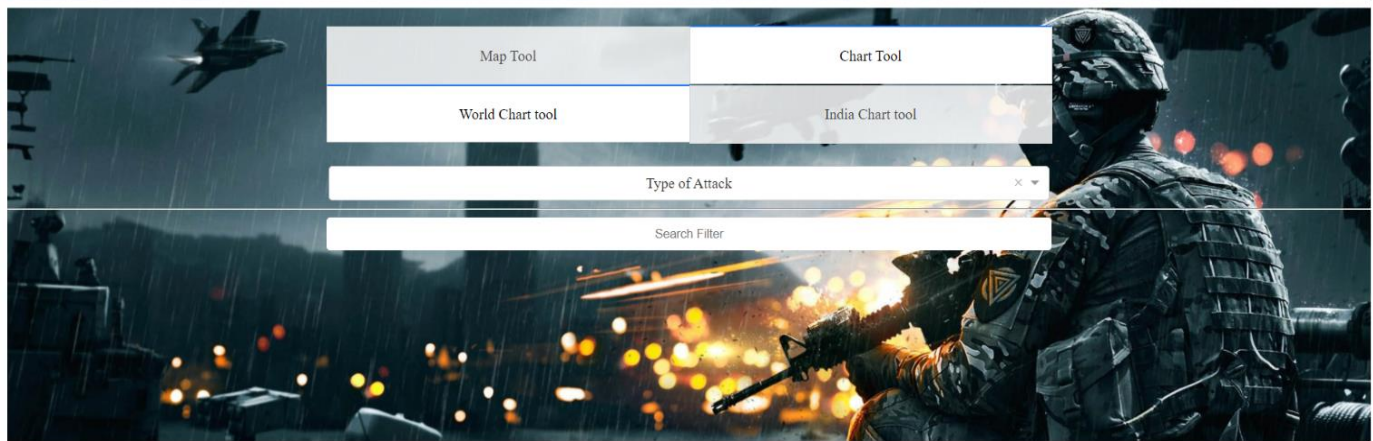 Map Tool
Chart Tool
World Chart tool
India Chart tool
Type of Attack
Search Filter